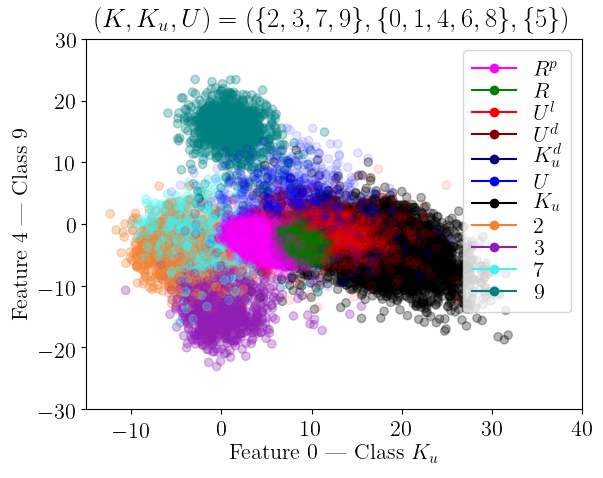 (K, K_u, U) = ({2, 3, 7, 9}, {0, 1, 4, 6, 8}, {5})
30
20
10
0
−10
−20
−30
Feature 4 — Class 9
R^p
R
U^l
U^d
K_u^d
U
K_u
2
3
7
9
−10
0
10
20
30
40
Feature 0 — Class K_u